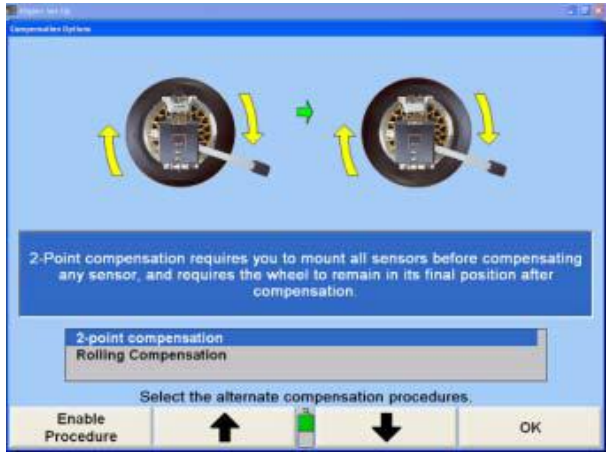 Compensation Options
2-Point compensation requires you to mount all sensors before compensating
any sensor, and requires the wheel to remain in its final position after
compensation.
2-point compensation
Rolling Compensation
Select the alternate compensation procedures.
Enable
Procedure
OK